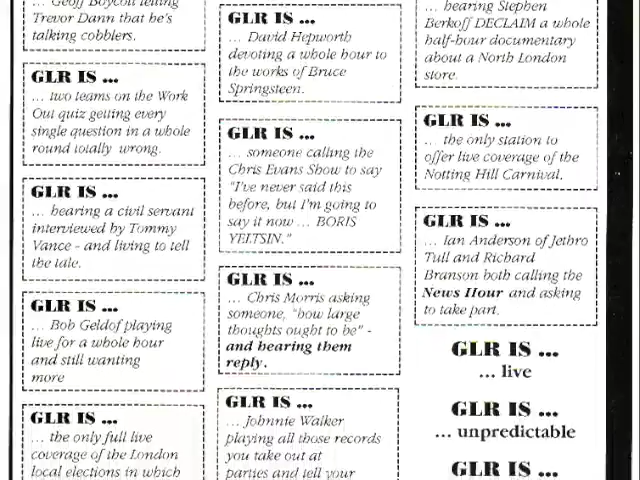 ... Geoff Boycott telling
Trevor Dann that he's
talking cobblers.
GLR IS ...
... two teams on the Work
Out quiz getting every
single question in a whole
round totally wrong.
GLR IS ...
... hearing a civil servant
interviewed by Tommy
Vance - and living to tell
the tale.
GLR IS ...
... Bob Geldof playing
live for a whole hour
and still wanting
more
GLR IS ...
... the only full live
coverage of the London
local elections in which
GLR IS ...
... David Hepworth
devoting a whole hour to
the works of Bruce
Springsteen.
GLR IS ...
... someone calling the
Chris Evans Show to say
"I've never said this
before, but I'm going to
say it now ... BORIS
YELTSIN."
GLR IS ...
... Chris Morris asking
someone, "how large
thoughts ought to be" -
and hearing them
reply.
GLR IS ...
... Johnnie Walker
playing all those records
you take out at
parties and tell your
... hearing Stephen
Berkoff DECLAIM a whole
half-hour documentary
about a North London
store.
GLR IS ...
... the only station to
offer live coverage of the
Notting Hill Carnival.
GLR IS ...
... Ian Anderson of Jethro
Tull and Richard
Branson both calling the
News Hour and asking
to take part.
GLR IS ...
... live
GLR IS ...
... unpredictable
GLR IS ...